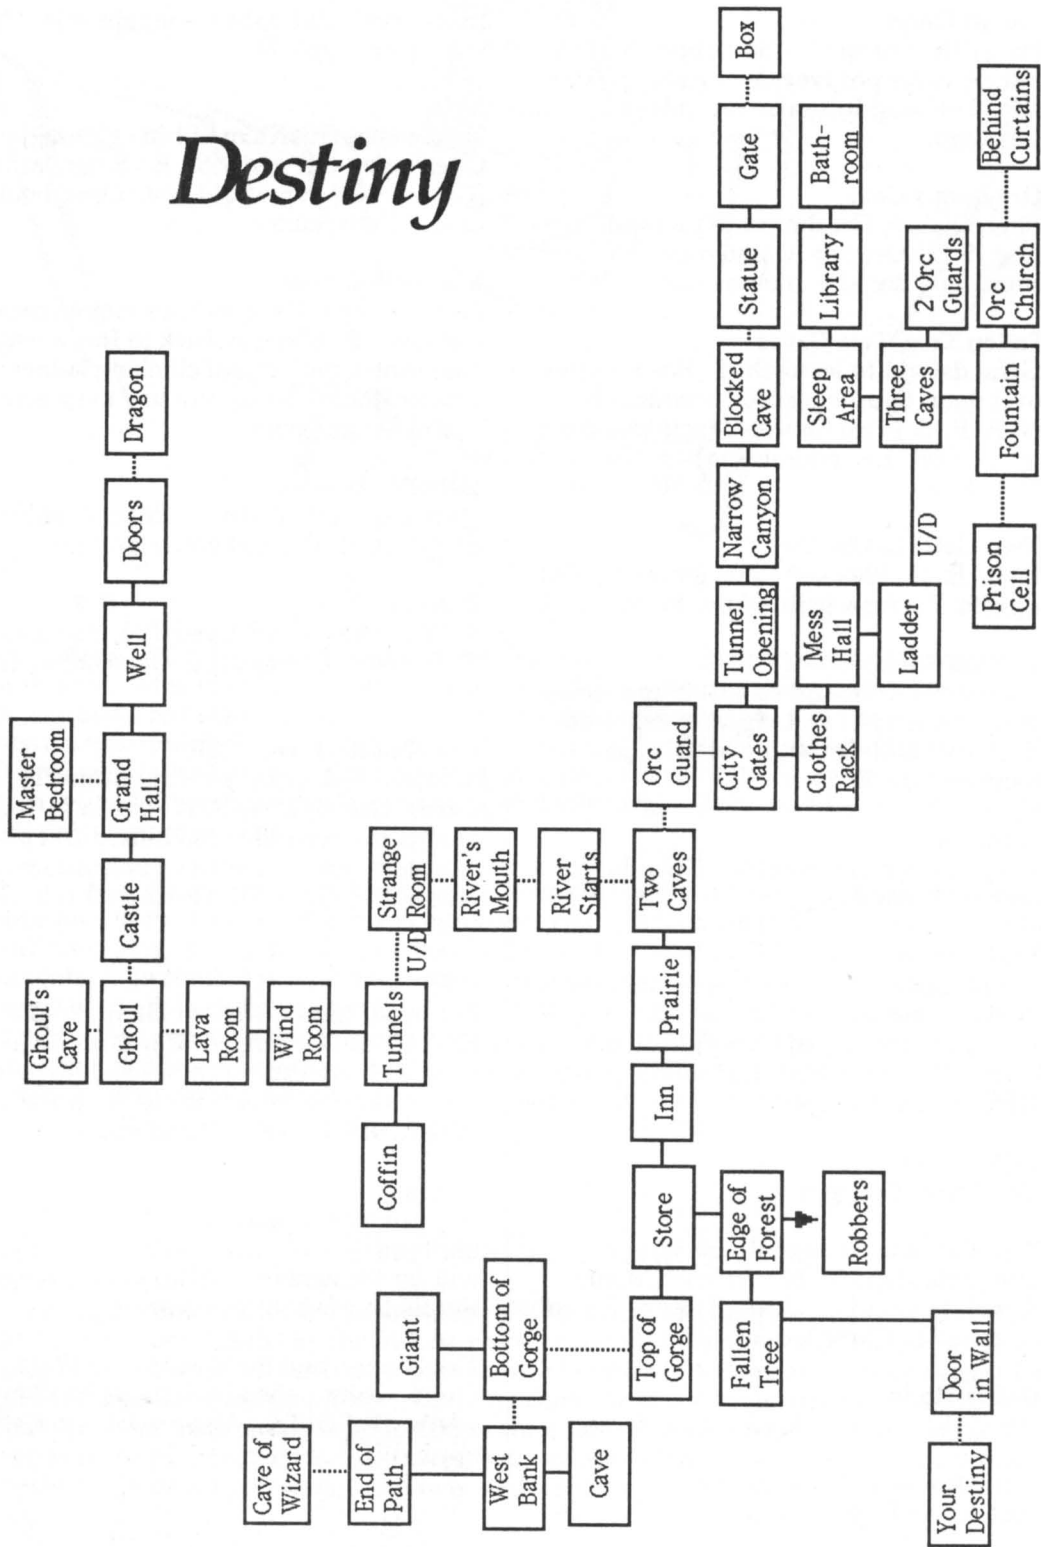 Destiny
Box
Gate
Bath-
room
Behind
Curtains
Statue
Library
2 Orc
Guards
Orc
Church
Dragon
Blocked
Cave
Sleep
Area
Three
Caves
Fountain
Doors
Narrow
Canyon
U/D
Prison
Cell
Well
Tunnel
Opening
Mess
Hall
Ladder
Master
Bedroom
Grand
Hall
Orc
Guard
City
Gates
Clothes
Rack
Castle
Strange
Room
River's
Mouth
River
Starts
Two
Caves
U/D
Ghoul's
Cave
Ghoul
Lava
Room
Wind
Room
Tunnels
Prairie
Coffin
Inn
Store
Edge of
Forest
Robbers
Giant
Bottom of
Gorge
Top of
Gorge
Fallen
Tree
Door
in Wall
Cave of
Wizard
End of
Path
West
Bank
Cave
Your
Destiny